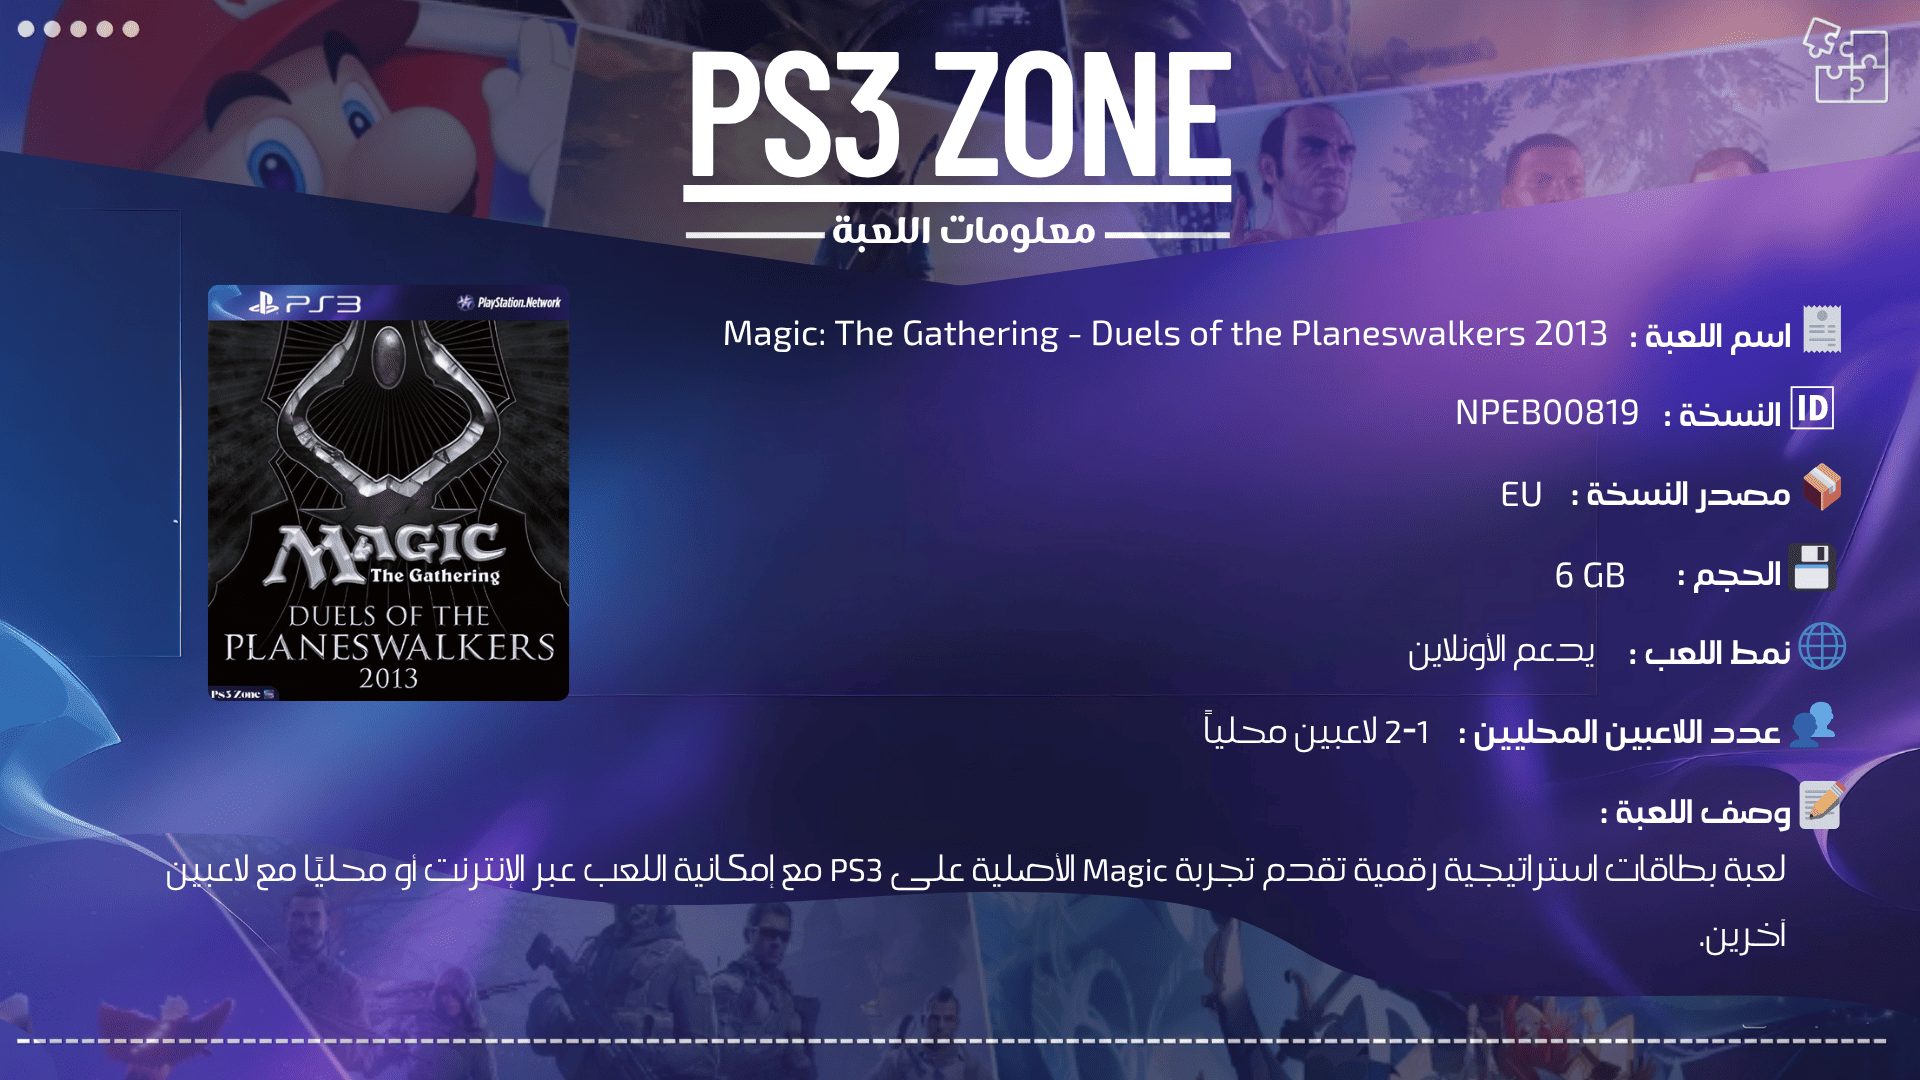 PS3 ZONE
معلومات اللعبة
PS3
PlayStation.Network
MAGIC
The Gathering
DUELS OF THE
PLANESWALKERS
2013
Ps3 Zone
اسم اللعبة : Magic: The Gathering - Duels of the Planeswalkers 2013
ID النسخة : NPEB00819
مصدر النسخة : EU
الحجم : 6 GB
نمط اللعب : يدعم الأونلاين
عدد اللاعبين المحليين : 1-2 لاعبين محلياً
وصف اللعبة :
لعبة بطاقات استراتيجية رقمية تقدم تجربة Magic الأصلية على PS3 مع إمكانية اللعب عبر الإنترنت أو محليًا مع لاعبين
آخرين.